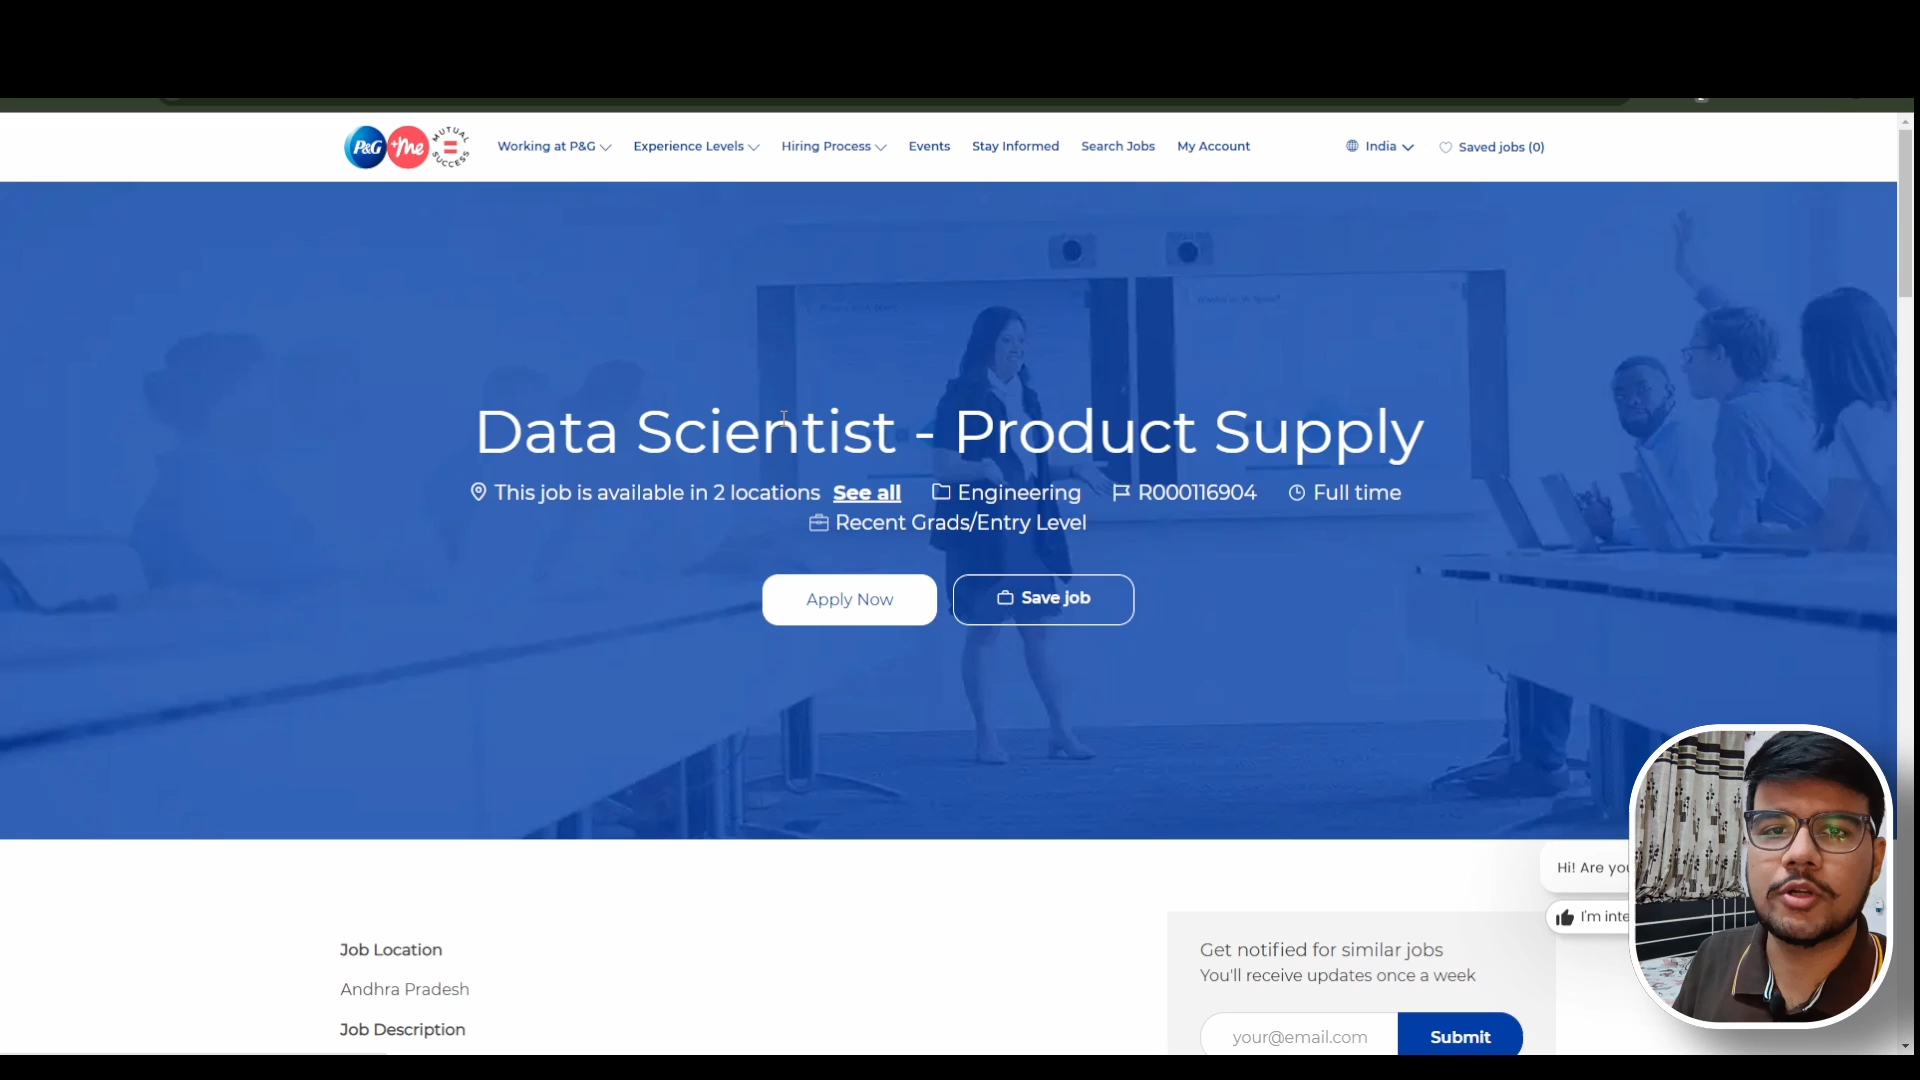 P&G +Me MUTUAL SUCCESS
Working at P&G Experience Levels Hiring Process Events Stay Informed Search Jobs My Account India Saved jobs (0)
Data Scientist - Product Supply
This job is available in 2 locations See all Engineering R000116904 Full time
Recent Grads/Entry Level
Apply Now Save job
Hi! Are you
I'm inte
Job Location
Andhra Pradesh
Job Description
Get notified for similar jobs
You'll receive updates once a week
your@email.com Submit